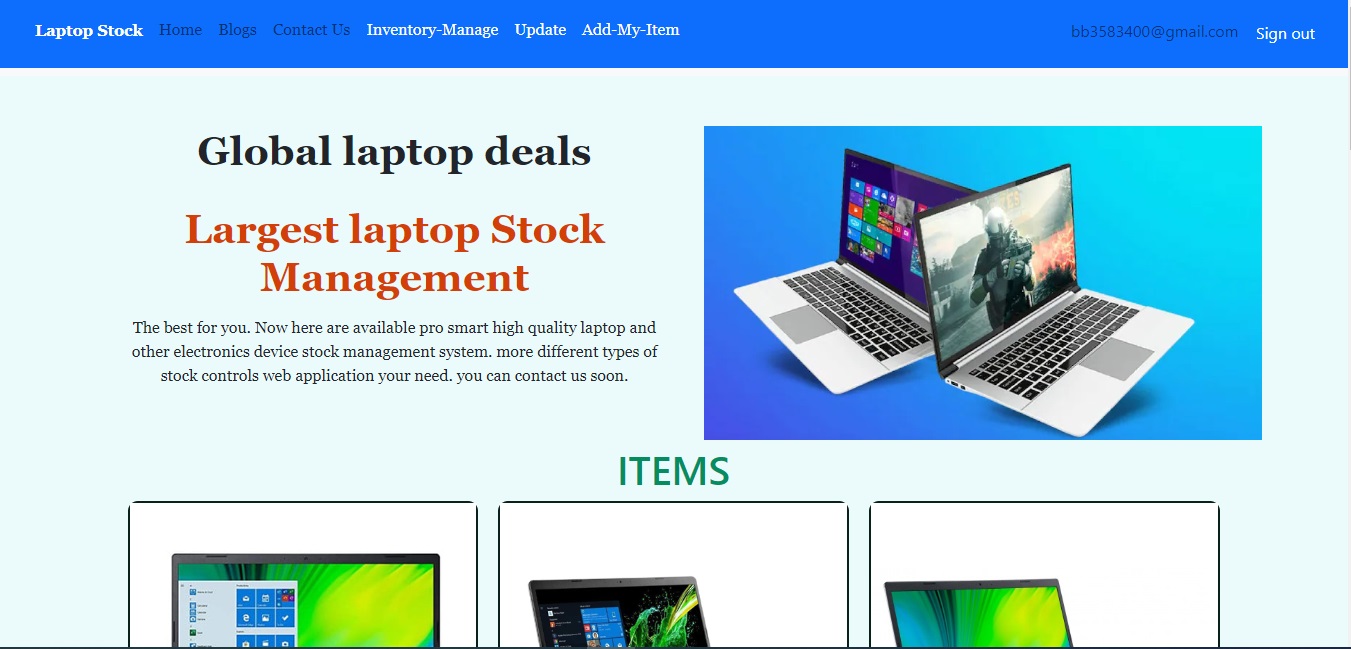 Laptop Stock Home Blogs Contact Us Inventory-Manage Update Add-My-Item bb3583400@gmail.com Sign out
Global laptop deals
Largest laptop Stock
Management
The best for you. Now here are available pro smart high quality laptop and
other electronics device stock management system. more different types of
stock controls web application your need. you can contact us soon.
ITEMS